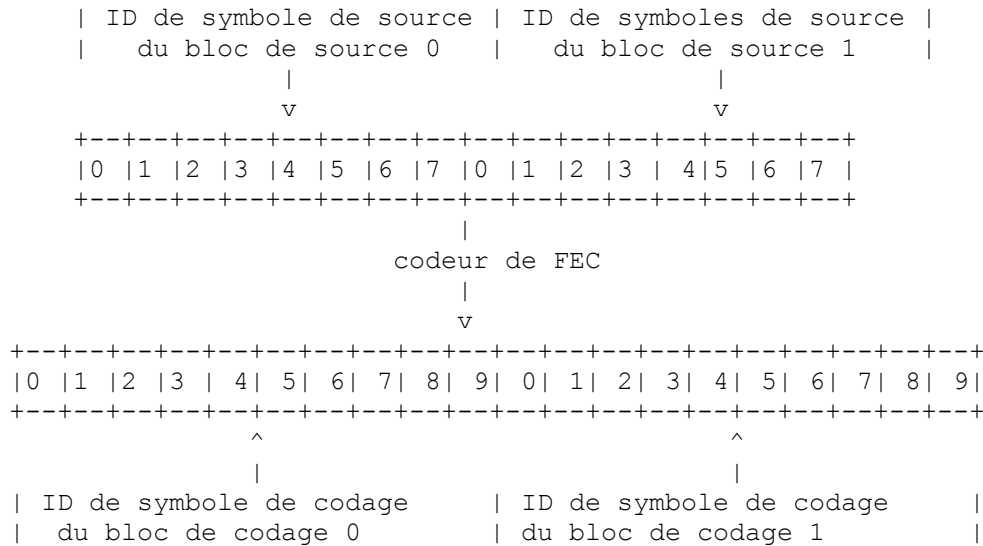 | ID de symbole de source | ID de symboles de source |
| du bloc de source 0 | du bloc de source 1 |
| |
v v
+--+--+--+--+--+--+--+--+--+--+--+--+--+--+--+--+
|0 |1 |2 |3 |4 |5 |6 |7 |0 |1 |2 |3 | 4|5 |6 |7 |
+--+--+--+--+--+--+--+--+--+--+--+--+--+--+--+--+
|
codeur de FEC
|
v
+--+--+--+--+--+--+--+--+--+--+--+--+--+--+--+--+--+--+--+--+
|0 |1 |2 |3 | 4| 5| 6| 7| 8| 9| 0| 1| 2| 3| 4| 5| 6| 7| 8| 9|
+--+--+--+--+--+--+--+--+--+--+--+--+--+--+--+--+--+--+--+--+
^ ^
| |
| ID de symbole de codage | ID de symbole de codage |
| du bloc de codage 0 | du bloc de codage 1 |